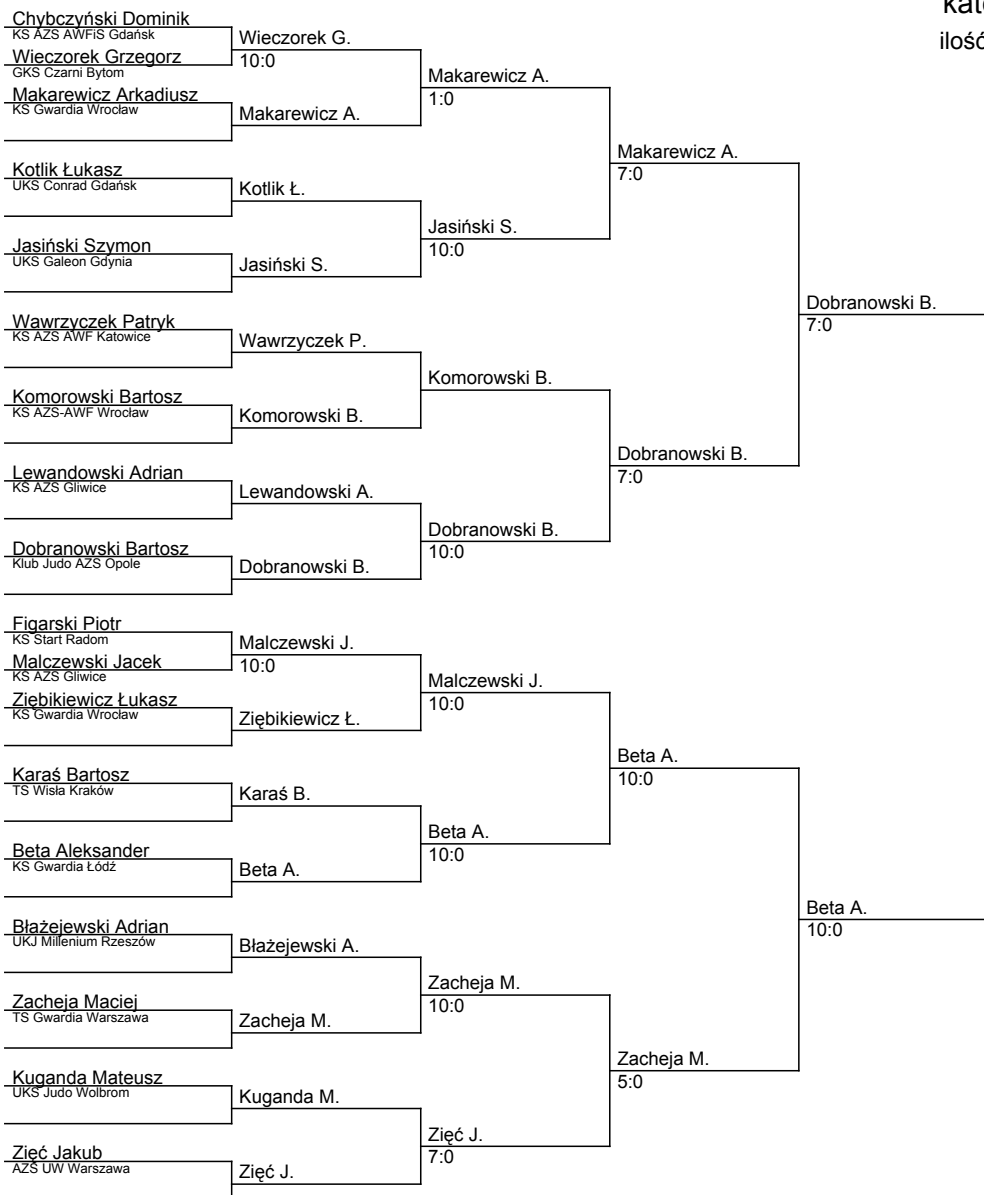 kate
ilość
Chybczyński Dominik
KS AZS AWFiS Gdańsk
Wieczorek Grzegorz
GKS Czarni Bytom
Makarewicz Arkadiusz
KS Gwardia Wrocław
Kotlik Łukasz
UKS Conrad Gdańsk
Jasiński Szymon
UKS Galeon Gdynia
Wawrzyczek Patryk
KS AZS AWF Katowice
Komorowski Bartosz
KS AZS-AWF Wrocław
Lewandowski Adrian
KS AZS Gliwice
Dobranowski Bartosz
Klub Judo AZS Opole
Figarski Piotr
KS Start Radom
Malczewski Jacek
KS AZS Gliwice
Ziębikiewicz Łukasz
KS Gwardia Wrocław
Karaś Bartosz
TS Wisła Kraków
Beta Aleksander
KS Gwardia Łódź
Błażejewski Adrian
UKJ Millenium Rzeszów
Zacheja Maciej
TS Gwardia Warszawa
Kuganda Mateusz
UKS Judo Wolbrom
Zięć Jakub
AZS UW Warszawa
Wieczorek G.
10:0
Makarewicz A.
Kotlik Ł.
Jasiński S.
Wawrzyczek P.
Komorowski B.
Lewandowski A.
Dobranowski B.
Malczewski J.
10:0
Ziębikiewicz Ł.
Karaś B.
Beta A.
Błażejewski A.
Zacheja M.
Kuganda M.
Zięć J.
Makarewicz A.
1:0
Jasiński S.
10:0
Komorowski B.
Dobranowski B.
10:0
Malczewski J.
10:0
Beta A.
10:0
Zacheja M.
10:0
Zięć J.
7:0
Makarewicz A.
7:0
Dobranowski B.
7:0
Beta A.
10:0
Zacheja M.
5:0
Dobranowski B.
7:0
Beta A.
10:0